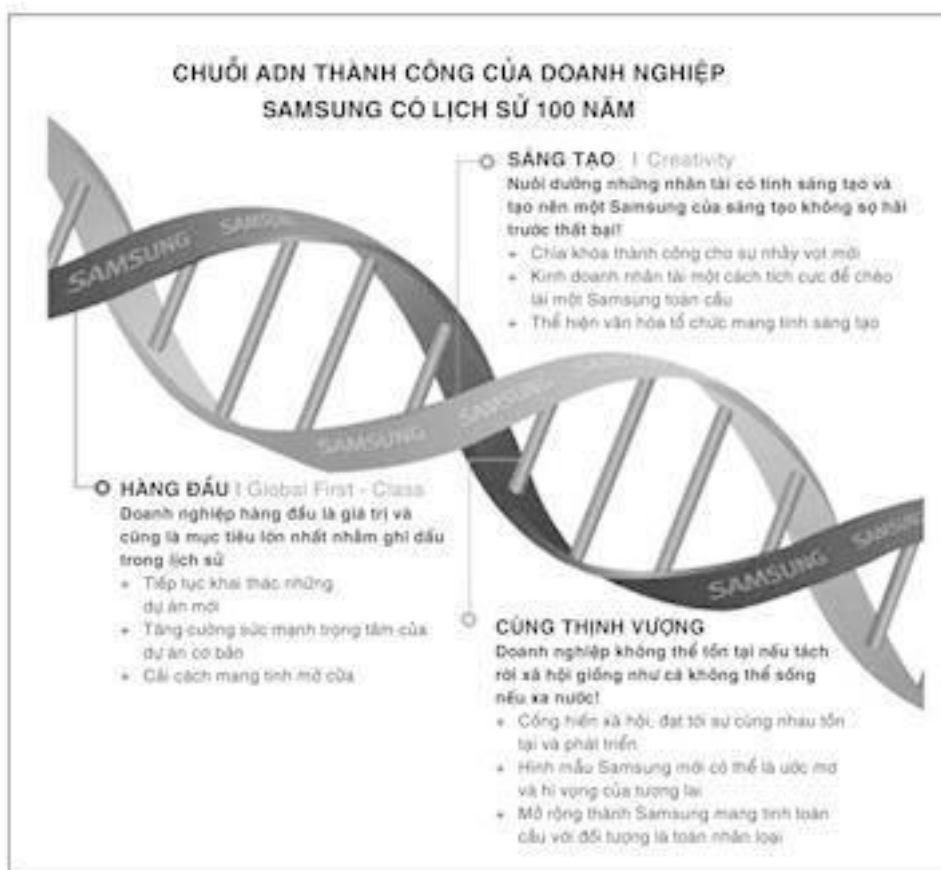 CHUỖI ADN THÀNH CÔNG CỦA DOANH NGHIỆP
SAMSUNG CÓ LỊCH SỬ 100 NĂM
SÁNG TẠO | Creativity
Nuôi dưỡng những nhân tài có tính sáng tạo và
tạo nên một Samsung của sáng tạo không sợ hãi
trước thất bại!
+ Chìa khóa thành công cho sự nhảy vọt mới
+ Kinh doanh nhân tài một cách tích cực để chèo
lái một Samsung toàn cầu
+ Thể hiện văn hóa tổ chức mang tính sáng tạo
SAMSUNG
SAMSUNG
SAMSUNG
SAMSUNG
SAMSUNG
SAMSUNG
SAMSUNG
HÀNG ĐẦU | Global First - Class
Doanh nghiệp hàng đầu là giá trị và
cũng là mục tiêu lớn nhất nhằm ghi dấu
trong lịch sử
+ Tiếp tục khai thác những
dự án mới
+ Tăng cường sức mạnh trọng tâm của
dự án cơ bản
+ Cải cách mang tính mở cửa
CÙNG THỊNH VƯỢNG
Doanh nghiệp không thể tồn tại nếu tách
rời xã hội giống như cá không thể sống
nếu xa nước!
+ Cống hiến xã hội, đạt tới sự cùng nhau tồn
tại và phát triển
+ Hình mẫu Samsung mới có thể là ước mơ
và hi vọng của tương lai
+ Mở rộng thành Samsung mang tính toàn
cầu với đối tượng là toàn nhân loại